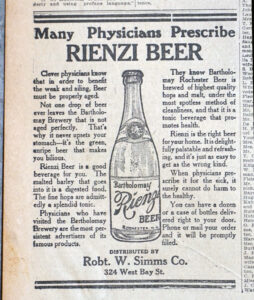 derly and using profane language."
Many Physicians Prescribe
RIENZI BEER
Clever physicians know
that in order to benefit
the weak and ailing, Beer
must be properly aged.
Not one drop of beer
ever leaves the Bartholo-
may Brewery that is not
aged perfectly. That's
why it never upsets your
stomach—it's the green,
unripe beer that makes
you bilious.
Rienzi Beer is a good
beverage for you. The
malted barley that goes
into it is a digested food.
The fine hops are admit-
tedly a splendid tonic.
Physicians who have
visited the Bartholomay
Brewery are the most per-
sistent advertisers of its
famous products.
Bartholomay
Rienzi
BEER
ROCHESTER, N.Y.
They know Bartholo-
may Rochester Beer is
brewed of highest quality
hops and malt, under the
most spotless method of
cleanliness, and that it is a
tonic beverage that pro-
motes health.
Rienzi is the right beer
for your home. It is delight-
fully palatable and refresh-
ing, and it's just as easy to
get as the wrong kind.
When physicians pre-
scribe it for the sick, it
surely cannot do harm to
the healthy.
You can have a dozen
or a case of bottles deliv-
ered right to your door.
Phone or mail your order
and it will be promptly
filled.
DISTRIBUTED BY
Robt. W. Simms Co.
324 West Bay St.